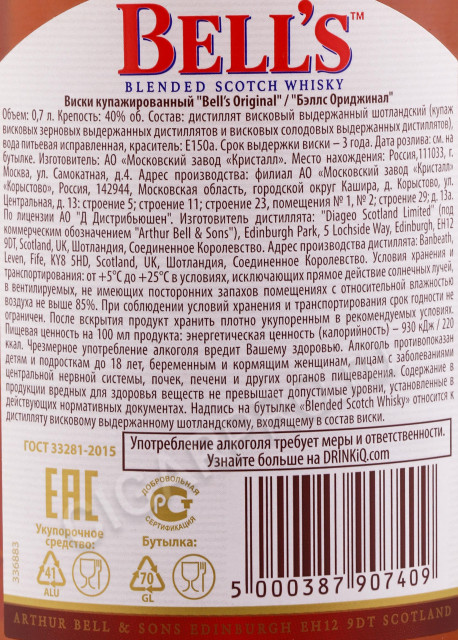 BELL'S™
BLENDED SCOTCH WHISKY
Виски купажированный "Bell's Original" / "Бэллс Ориджинал"
Объем: 0,7 л. Крепость: 40% об. Состав: дистиллят висковый выдержанный шотландский (купаж
висковых зерновых выдержанных дистиллятов и висковых солодовых выдержанных дистиллятов),
вода питьевая исправленная, краситель: Е150а. Срок выдержки виски – 3 года. Дата розлива: см. на
бутылке. Изготовитель: АО «Московский завод «Кристалл». Место нахождения: Россия,111033, г.
Москва, ул. Самокатная, д.4. Адрес производства: филиал АО «Московский завод «Кристалл»
«Корыстово», Россия, 142944, Московская область, городской округ Кашира, д. Корыстово, ул.
Центральная, д. 13: строение 5; строение 11; строение 23, помещения № 1, № 2; строение 29; д. 13а.
По лицензии АО "Д Дистрибьюшен". Изготовитель дистиллята: "Diageo Scotland Limited" (под
коммерческим обозначением "Arthur Bell & Sons"), Edinburgh Park, 5 Lochside Way, Edinburgh, EH12
9DT, Scotland, UK, Шотландия, Соединенное Королевство. Адрес производства дистиллята: Banbeath,
Leven, Fife, KY8 5HD, Scotland, UK, Шотландия, Соединенное Королевство. Условия хранения и
транспортирования: от +5°С до +25°С в условиях, исключающих прямое действие солнечных лучей,
в вентилируемых, не имеющих посторонних запахов помещениях с относительной влажностью
воздуха не выше 85%. При соблюдении условий хранения и транспортирования срок годности не
ограничен. После вскрытия продукт хранить плотно укупоренным в рекомендуемых условиях.
Пищевая ценность на 100 мл продукта: энергетическая ценность (калорийность) – 930 кДж / 220
ккал. Чрезмерное употребление алкоголя вредит Вашему здоровью. Алкоголь противопоказан
детям и подросткам до 18 лет, беременным и кормящим женщинам, лицам с заболеваниями
центральной нервной системы, почек, печени и других органов пищеварения. Содержание в
продукции вредных для здоровья веществ не превышает допустимые уровни, установленные в
действующих нормативных документах. Надпись на бутылке «Blended Scotch Whisky» относится к
дистилляту висковому выдержанному шотландскому, входящему в состав виски.
ГОСТ 33281-2015
Употребление алкоголя требует меры и ответственности.
Узнайте больше на DRINKiQ.com
EAC
ДОБРОВОЛЬНАЯ
СЕРТИФИКАЦИЯ
Укупорочное
средство:
Бутылка:
41
ALU
70
GL
336883
5 000387 907409
ARTHUR BELL & SONS EDINBURGH EH12 9DT SCOTLAND